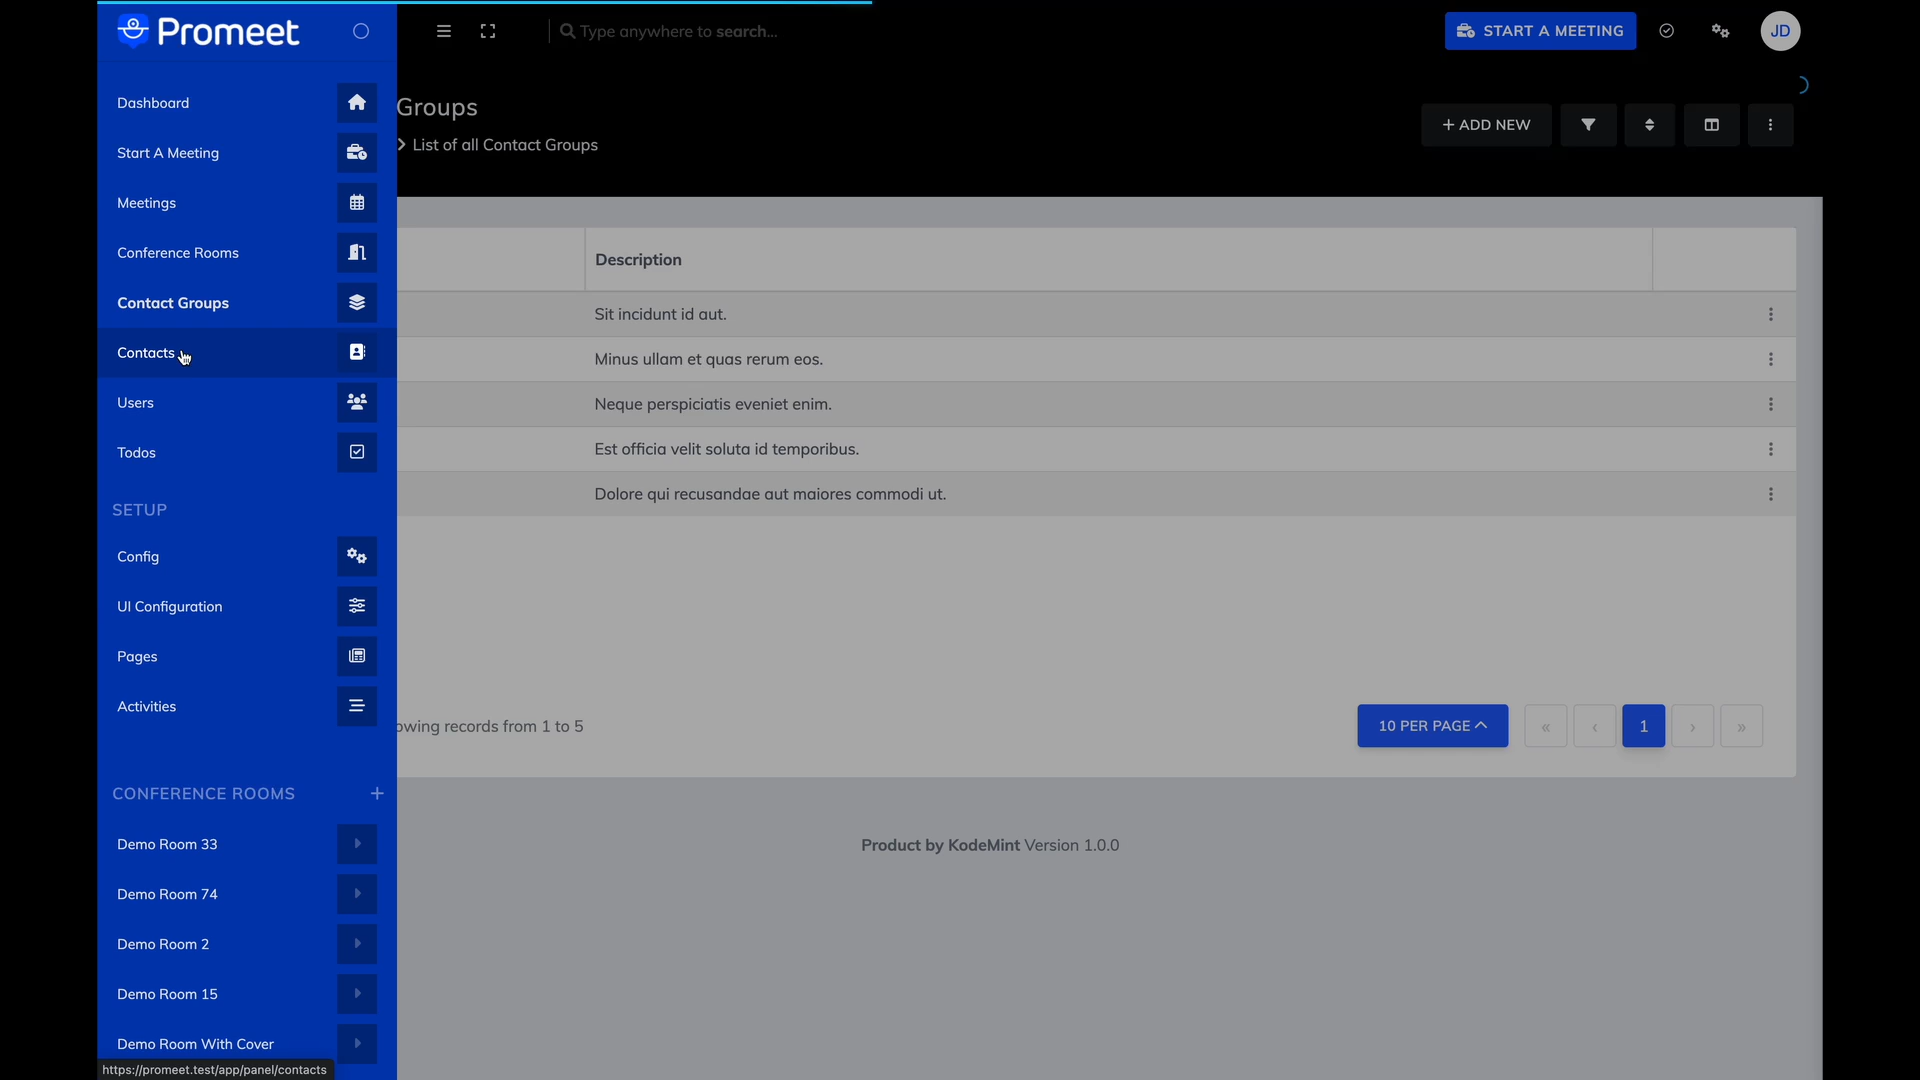 Promeet
Type anywhere to search...
START A MEETING
JD
Dashboard
Start A Meeting
Meetings
Conference Rooms
Contact Groups
Contacts
Users
Todos
SETUP
Config
UI Configuration
Pages
Activities
CONFERENCE ROOMS +
Demo Room 33
Demo Room 74
Demo Room 2
Demo Room 15
Demo Room With Cover
https://promeet.test/app/panel/contacts
Groups
List of all Contact Groups
+ ADD NEW
Description
Sit incidunt id aut.
Minus ullam et quas rerum eos.
Neque perspiciatis eveniet enim.
Est officia velit soluta id temporibus.
Dolore qui recusandae aut maiores commodi ut.
owing records from 1 to 5
10 PER PAGE
« ‹ 1 › »
Product by KodeMint Version 1.0.0